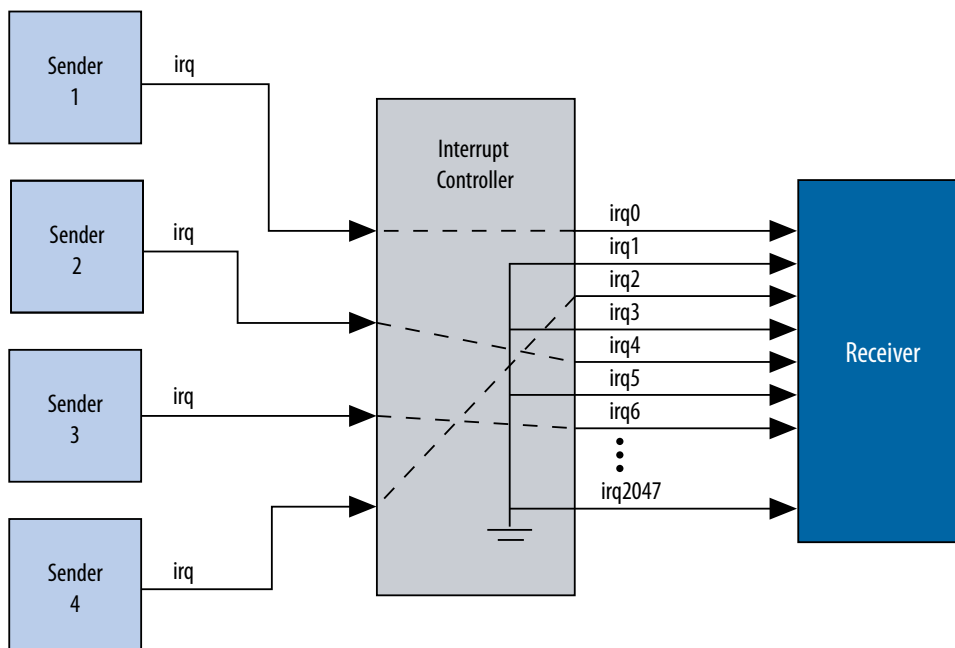 Sender
1
irq
Sender
2
irq
Sender
3
irq
Sender
4
irq
Interrupt
Controller
irq0
irq1
irq2
irq3
irq4
irq5
irq6
irq2047
Receiver